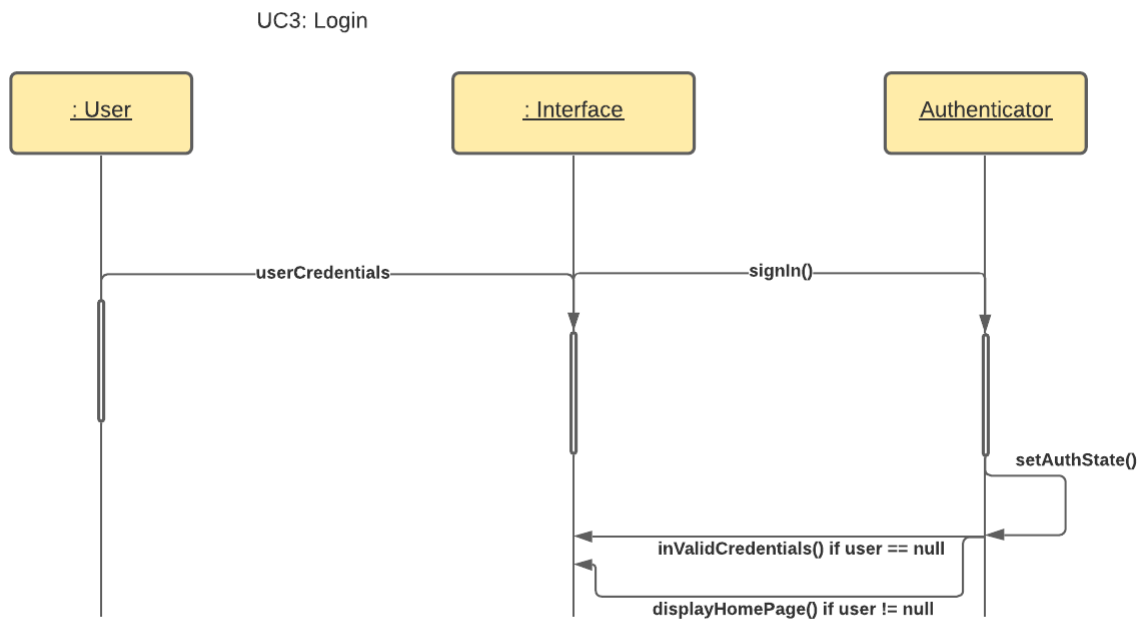 UC3: Login
: User
: Interface
Authenticator
userCredentials
signIn()
setAuthState()
inValidCredentials() if user == null
displayHomePage() if user != null